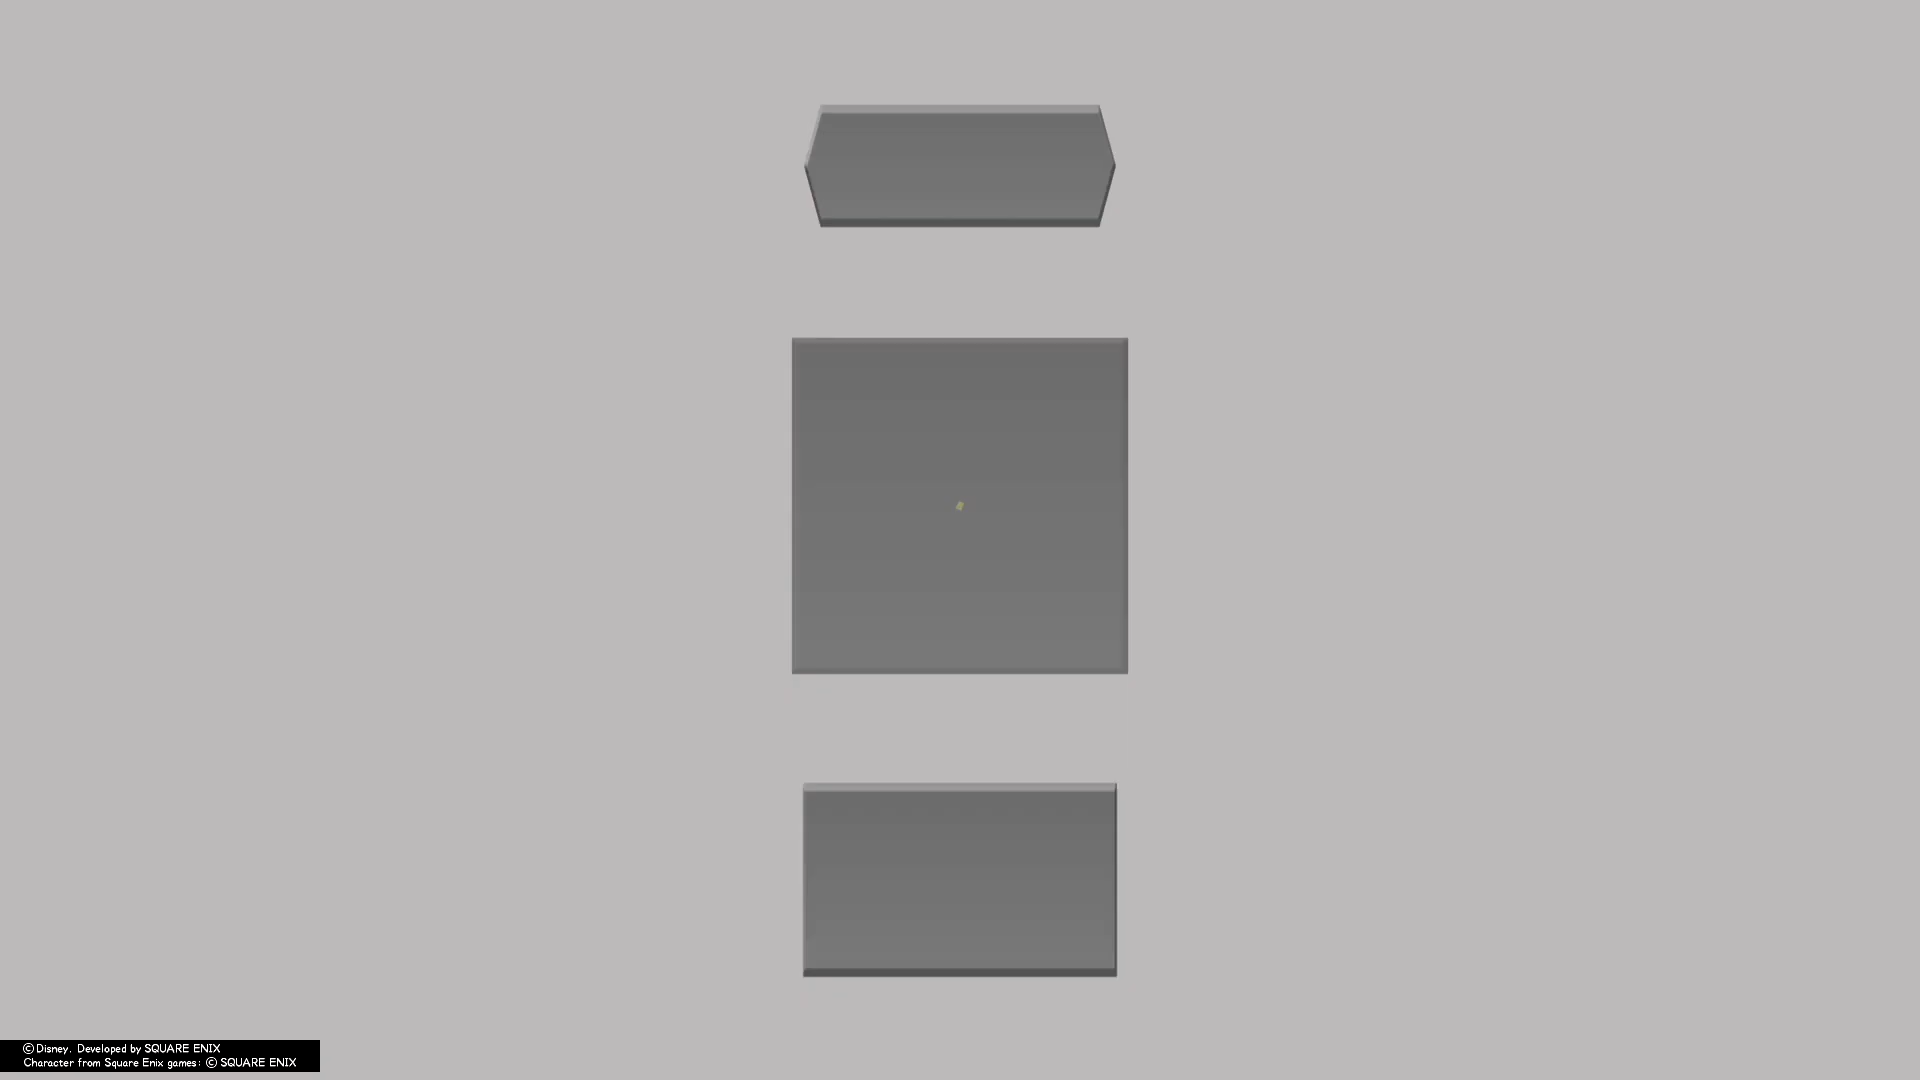 ©Disney. Developed by SQUARE ENIX
Character from Square Enix games: © SQUARE ENIX